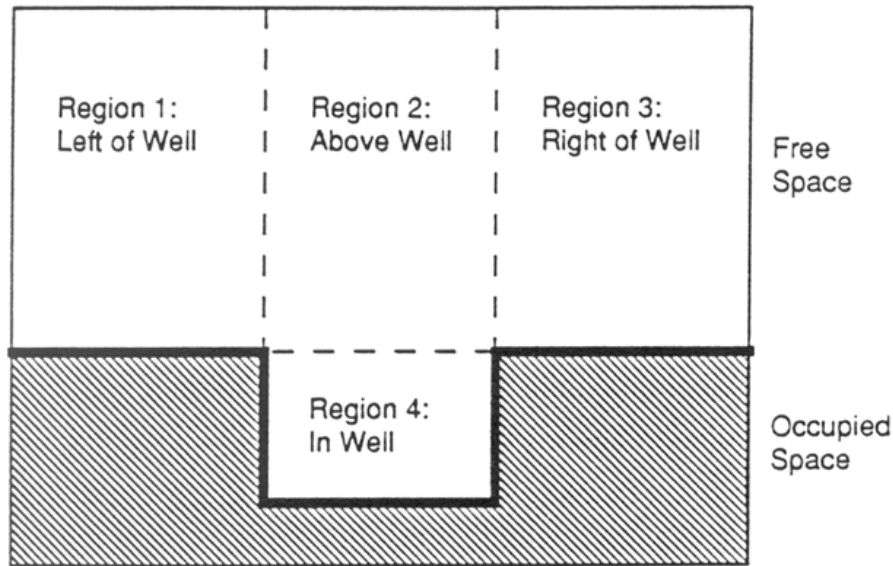 Region 1:
Left of Well
Region 2:
Above Well
Region 3:
Right of Well
Free
Space
Region 4:
In Well
Occupied
Space